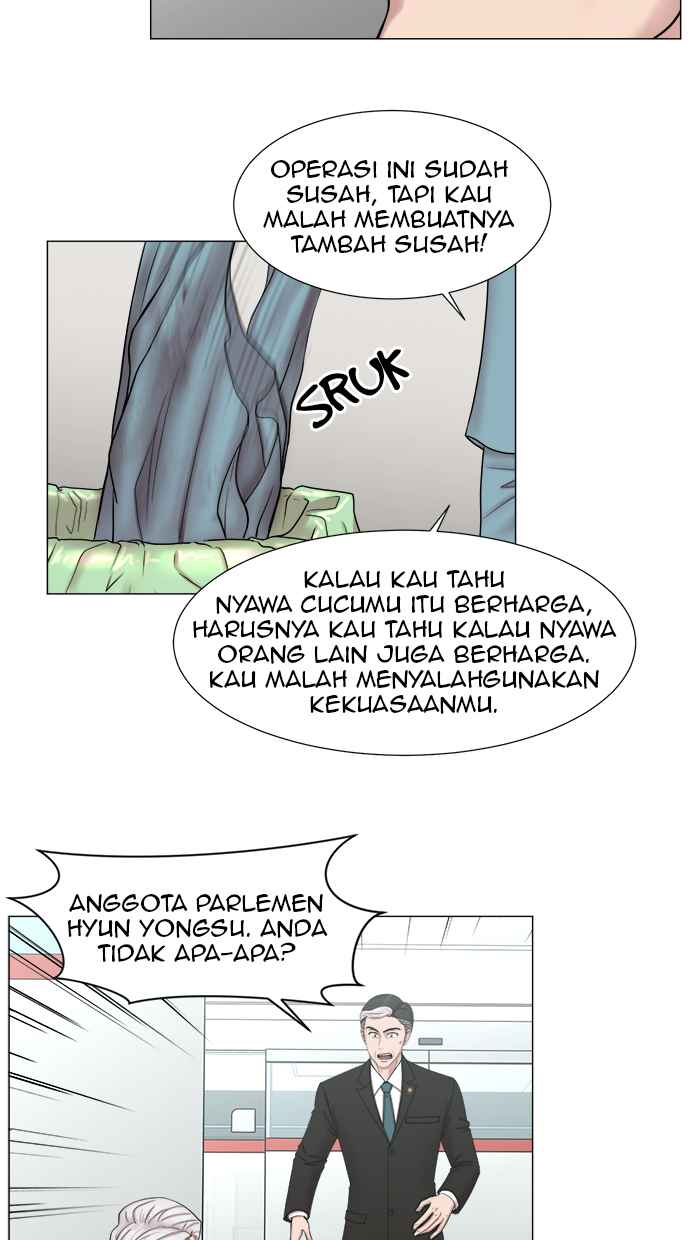 OPERASI INI SUDAH
SUSAH, TAPI KAU
MALAH MEMBUATNYA
TAMBAH SUSAH!
SRUK
KALAU KAU TAHU
NYAWA CUCUMU ITU BERHARGA,
HARUSNYA KAU TAHU KALAU NYAWA
ORANG LAIN JUGA BERHARGA.
KAU MALAH MENYALAHGUNAKAN
KEKUASAANMU.
ANGGOTA PARLEMEN
HYUN YONGSU. ANDA
TIDAK APA-APA?